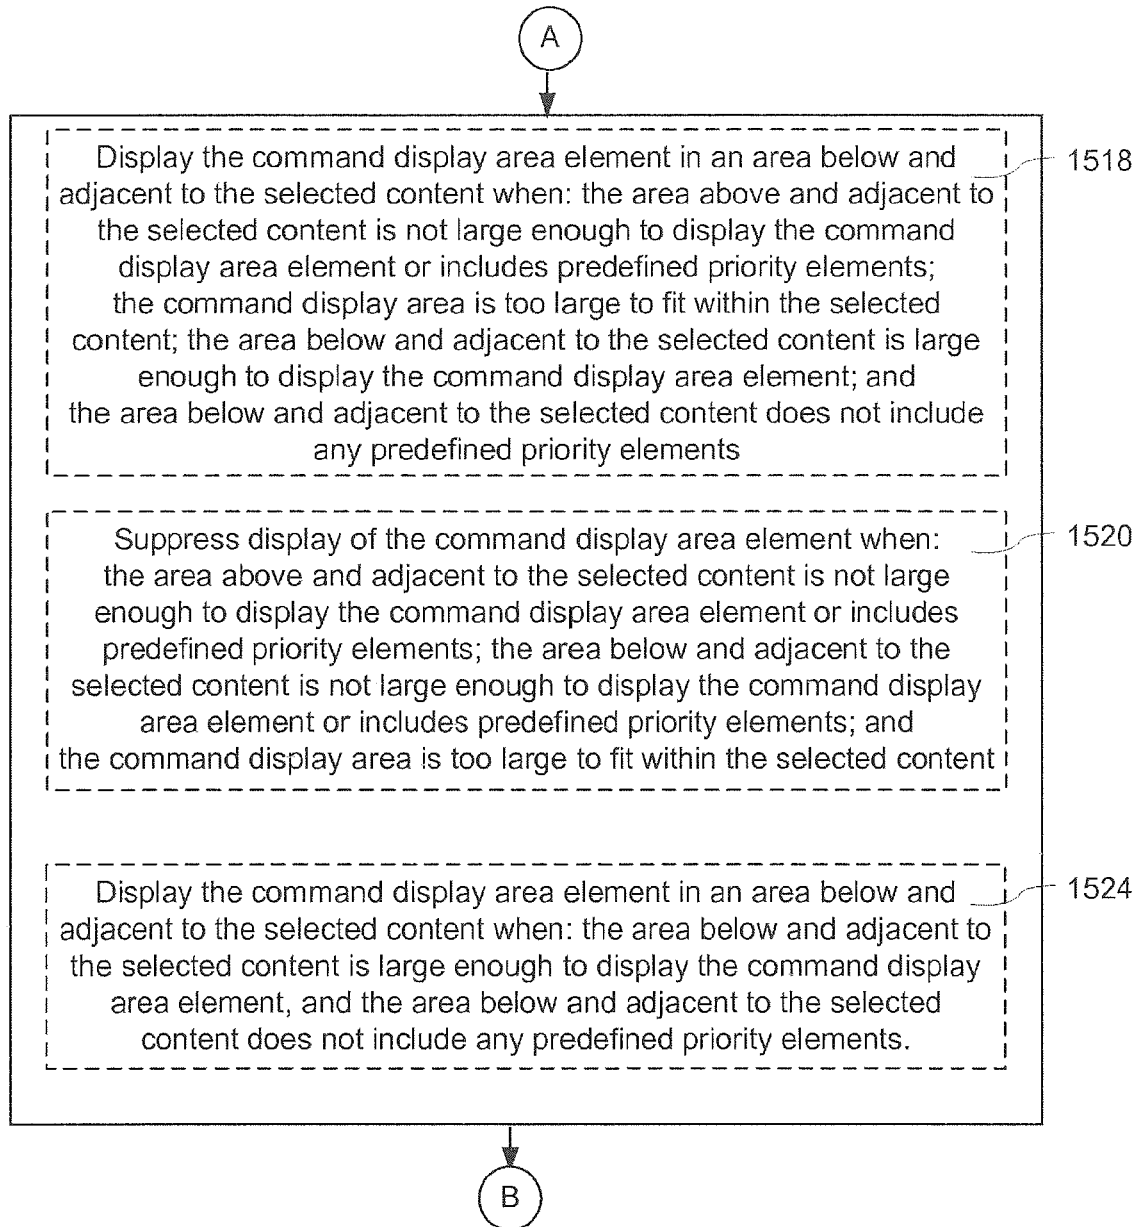 A
Display the command display area element in an area below and
adjacent to the selected content when: the area above and adjacent to
the selected content is not large enough to display the command
display area element or includes predefined priority elements;
the command display area is too large to fit within the selected
content; the area below and adjacent to the selected content is large
enough to display the command display area element; and
the area below and adjacent to the selected content does not include
any predefined priority elements
1518
Suppress display of the command display area element when:
the area above and adjacent to the selected content is not large
enough to display the command display area element or includes
predefined priority elements; the area below and adjacent to the
selected content is not large enough to display the command display
area element or includes predefined priority elements; and
the command display area is too large to fit within the selected content
1520
Display the command display area element in an area below and
adjacent to the selected content when: the area below and adjacent to
the selected content is large enough to display the command display
area element, and the area below and adjacent to the selected
content does not include any predefined priority elements.
1524
B